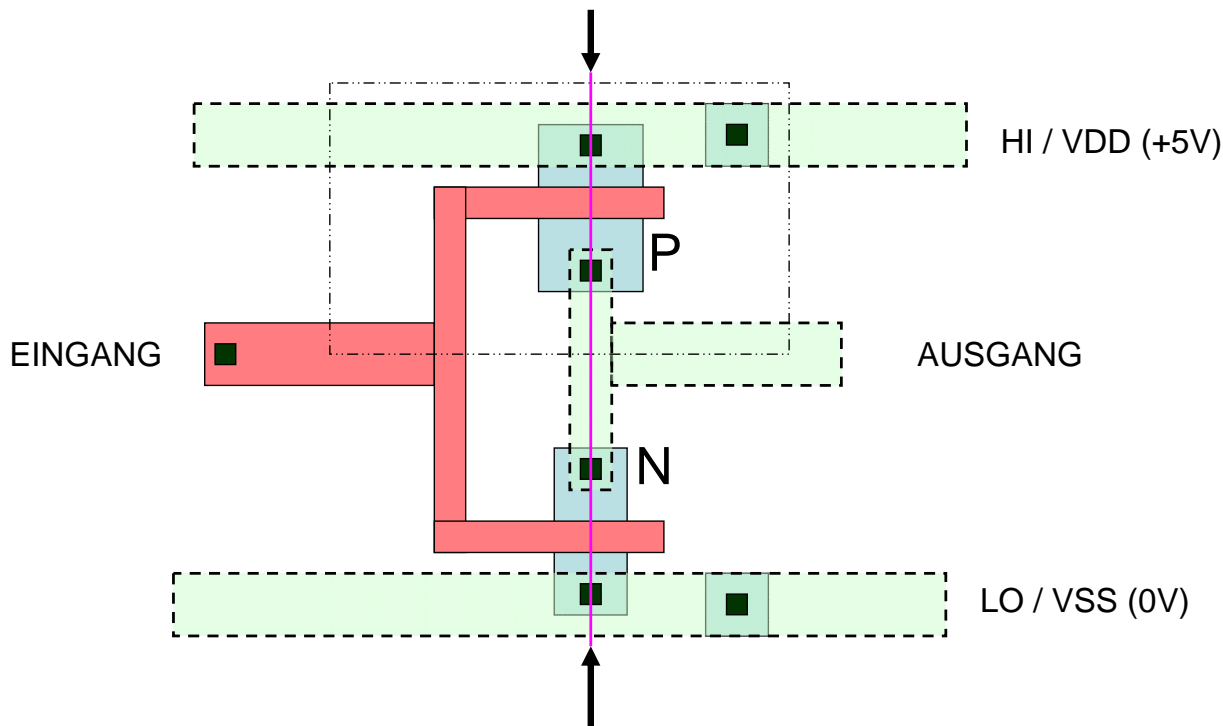 HI / VDD (+5V)
P
EINGANG
AUSGANG
N
LO / VSS (0V)